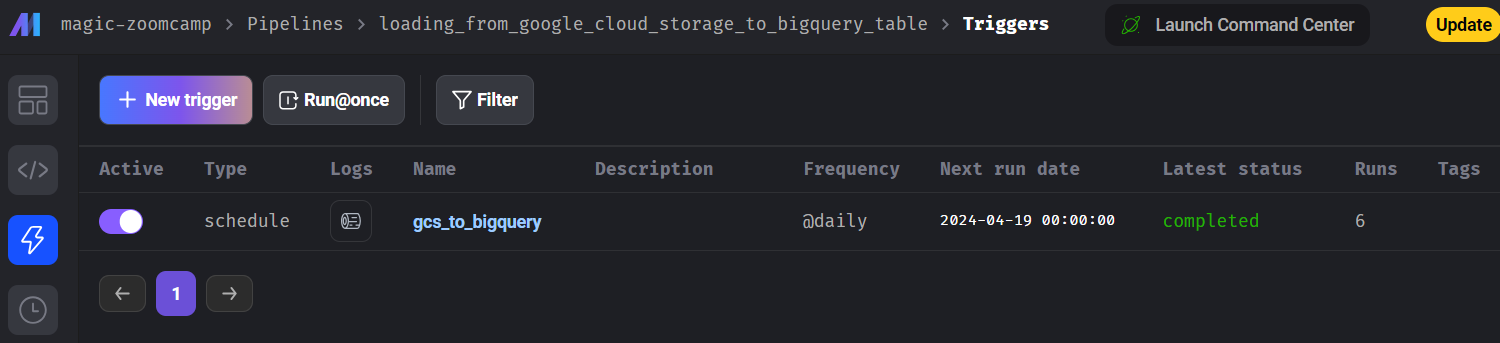 magic-zoomcamp > Pipelines > loading_from_google_cloud_storage_to_bigquery_table > Triggers Launch Command Center Update
+ New trigger Run@once Filter
Active Type Logs Name Description Frequency Next run date Latest status Runs Tags
schedule gcs_to_bigquery @daily 2024-04-19 00:00:00 completed 6
← 1 →